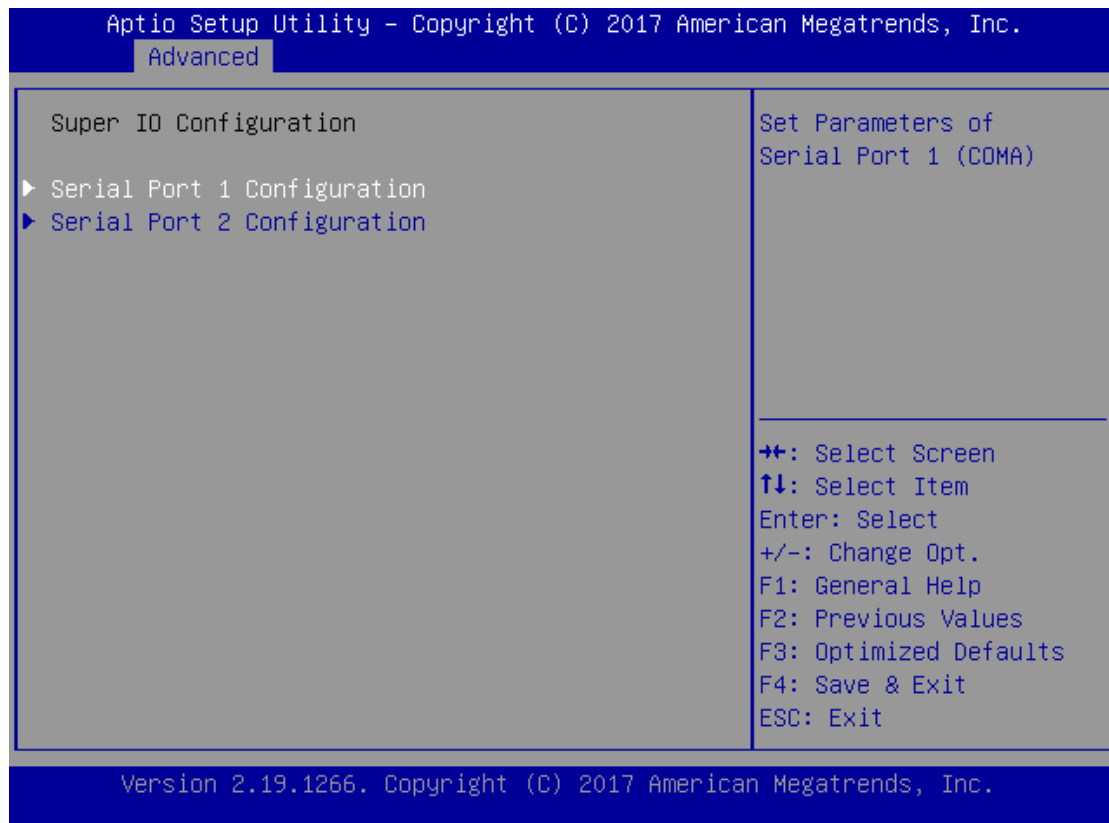 Aptio Setup Utility – Copyright (C) 2017 American Megatrends, Inc.
Advanced
Super IO Configuration
▶ Serial Port 1 Configuration
▶ Serial Port 2 Configuration
Set Parameters of
Serial Port 1 (COMA)
→←: Select Screen
↑↓: Select Item
Enter: Select
+/-: Change Opt.
F1: General Help
F2: Previous Values
F3: Optimized Defaults
F4: Save & Exit
ESC: Exit
Version 2.19.1266. Copyright (C) 2017 American Megatrends, Inc.